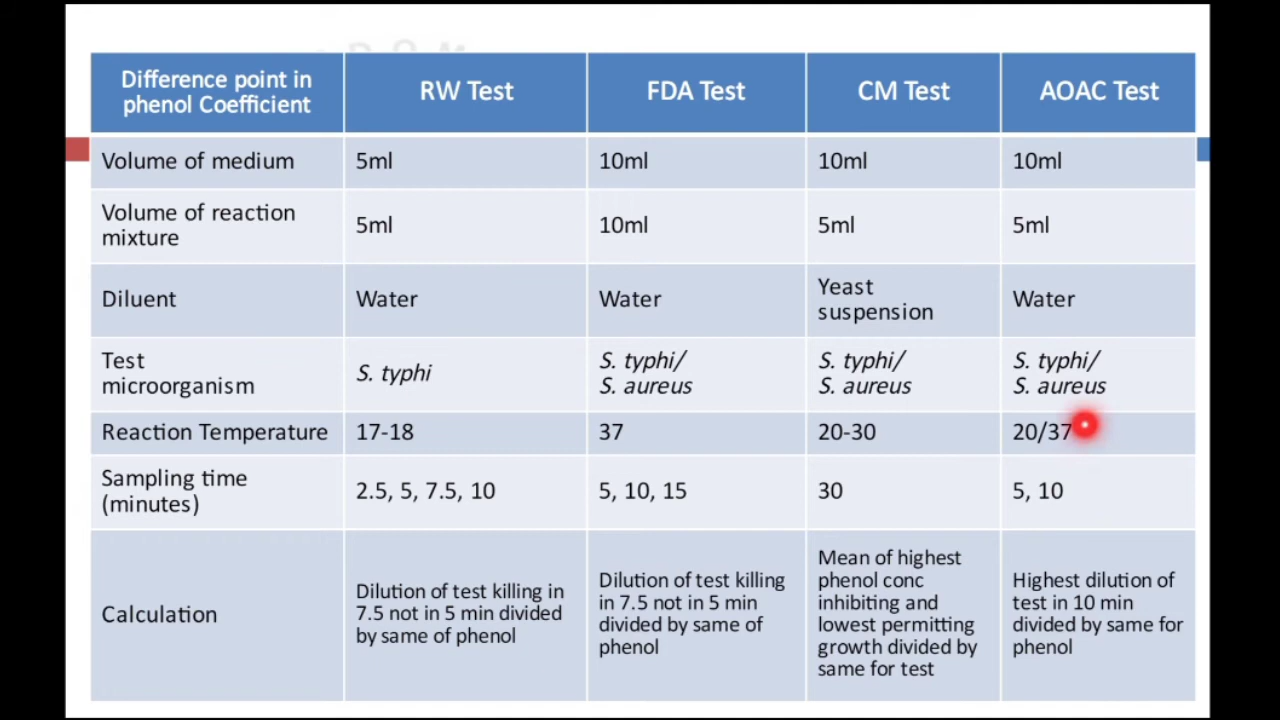 Difference point in
phenol Coefficient
RW Test
FDA Test
CM Test
AOAC Test
Volume of medium
5ml
10ml
10ml
10ml
Volume of reaction
mixture
5ml
10ml
5ml
5ml
Diluent
Water
Water
Yeast
suspension
Water
Test
microorganism
S. typhi
S. typhi/
S. aureus
S. typhi/
S. aureus
S. typhi/
S. aureus
Reaction Temperature
17-18
37
20-30
20/37
Sampling time
(minutes)
2.5, 5, 7.5, 10
5, 10, 15
30
5, 10
Calculation
Dilution of test killing in
7.5 not in 5 min divided
by same of phenol
Dilution of test killing
in 7.5 not in 5 min
divided by same of
phenol
Mean of highest
phenol conc
inhibiting and
lowest permitting
growth divided by
same for test
Highest dilution of
test in 10 min
divided by same for
phenol